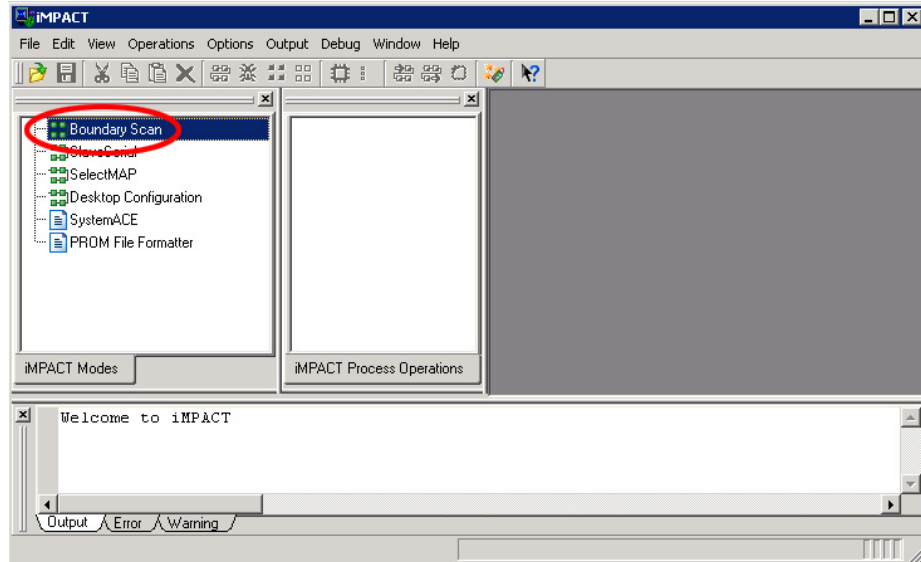 iMPACT
File Edit View Operations Options Output Debug Window Help
Boundary Scan
SlaveSerial
SelectMAP
Desktop Configuration
SystemACE
PROM File Formatter
iMPACT Modes
iMPACT Process Operations
Welcome to iMPACT
Output Error Warning